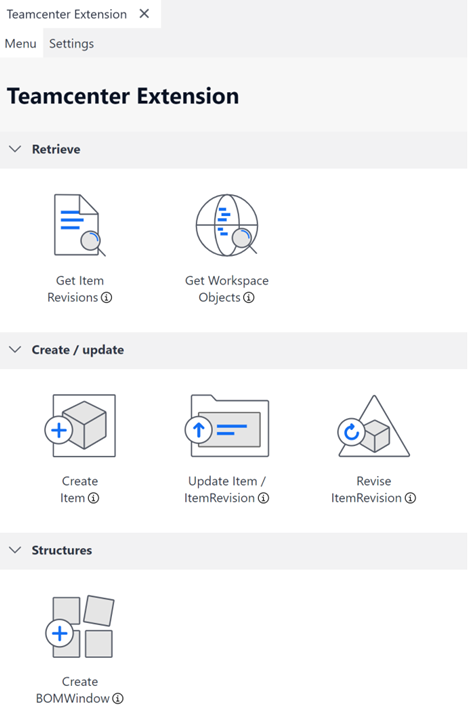 Teamcenter Extension
Menu Settings
Teamcenter Extension
Retrieve
Get Item
Revisions
Get Workspace
Objects
Create / update
Create
Item
Update Item /
ItemRevision
Revise
ItemRevision
Structures
Create
BOMWindow